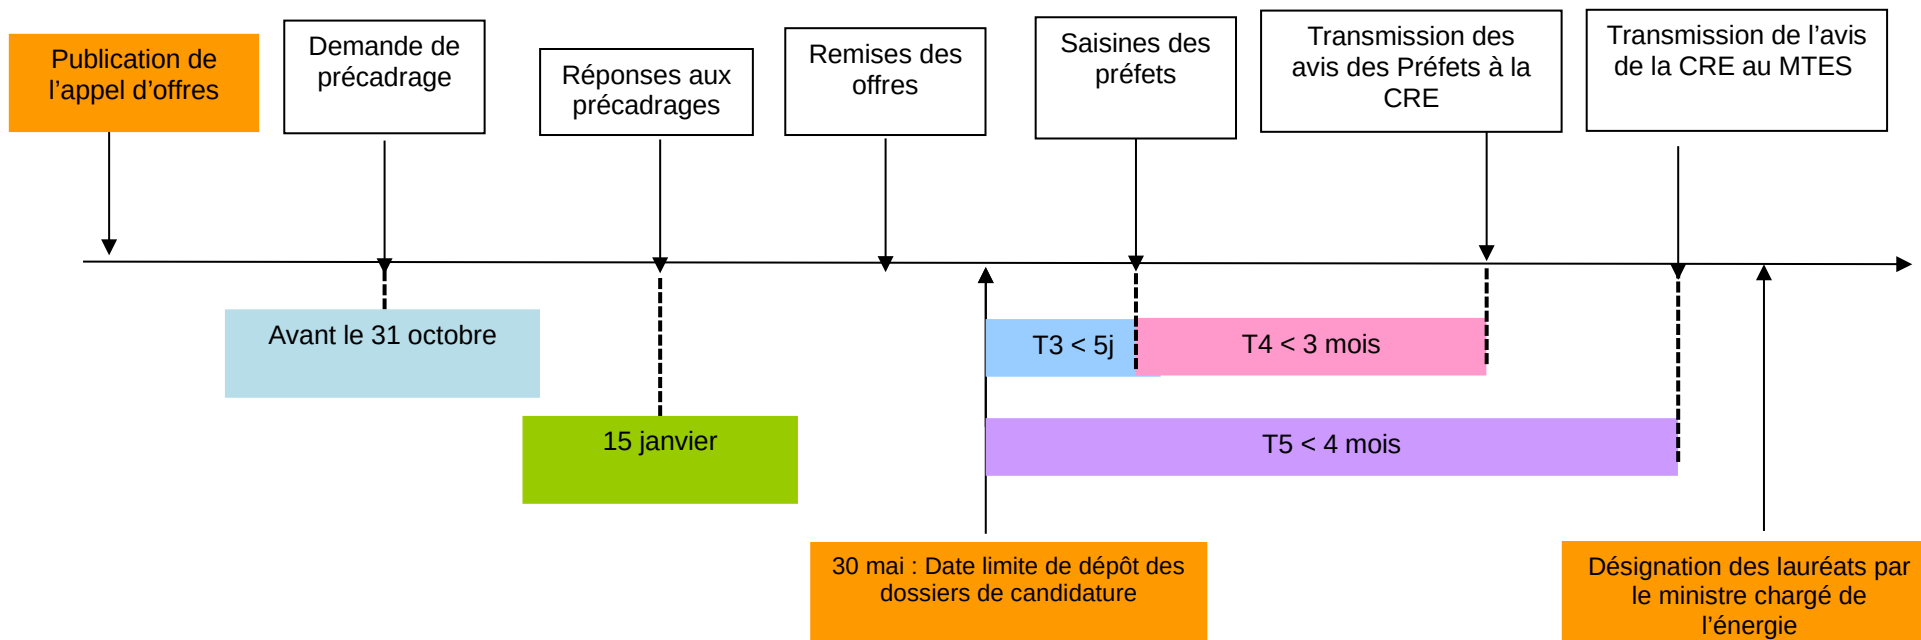 Publication de
l’appel d’offres
Demande de
précadrage
Réponses aux
précadrages
Remises des
offres
Saisines des
préfets
Transmission des
avis des Préfets à la
CRE
Transmission de l’avis
de la CRE au MTES
Avant le 31 octobre
15 janvier
T3 < 5j
T4 < 3 mois
T5 < 4 mois
30 mai : Date limite de dépôt des
dossiers de candidature
Désignation des lauréats par
le ministre chargé de
l’énergie